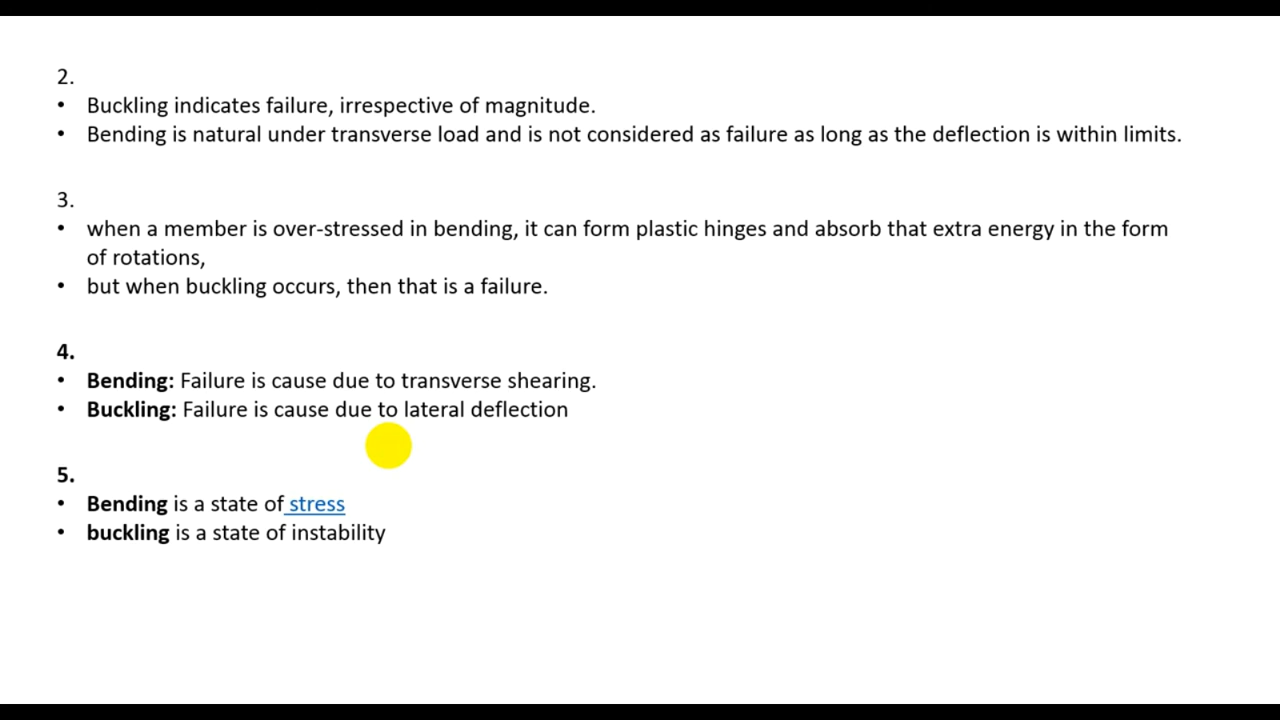 2.
• Buckling indicates failure, irrespective of magnitude.
• Bending is natural under transverse load and is not considered as failure as long as the deflection is within limits.
3.
• when a member is over-stressed in bending, it can form plastic hinges and absorb that extra energy in the form
of rotations,
• but when buckling occurs, then that is a failure.
4.
• Bending: Failure is cause due to transverse shearing.
• Buckling: Failure is cause due to lateral deflection
5.
• Bending is a state of stress
• buckling is a state of instability